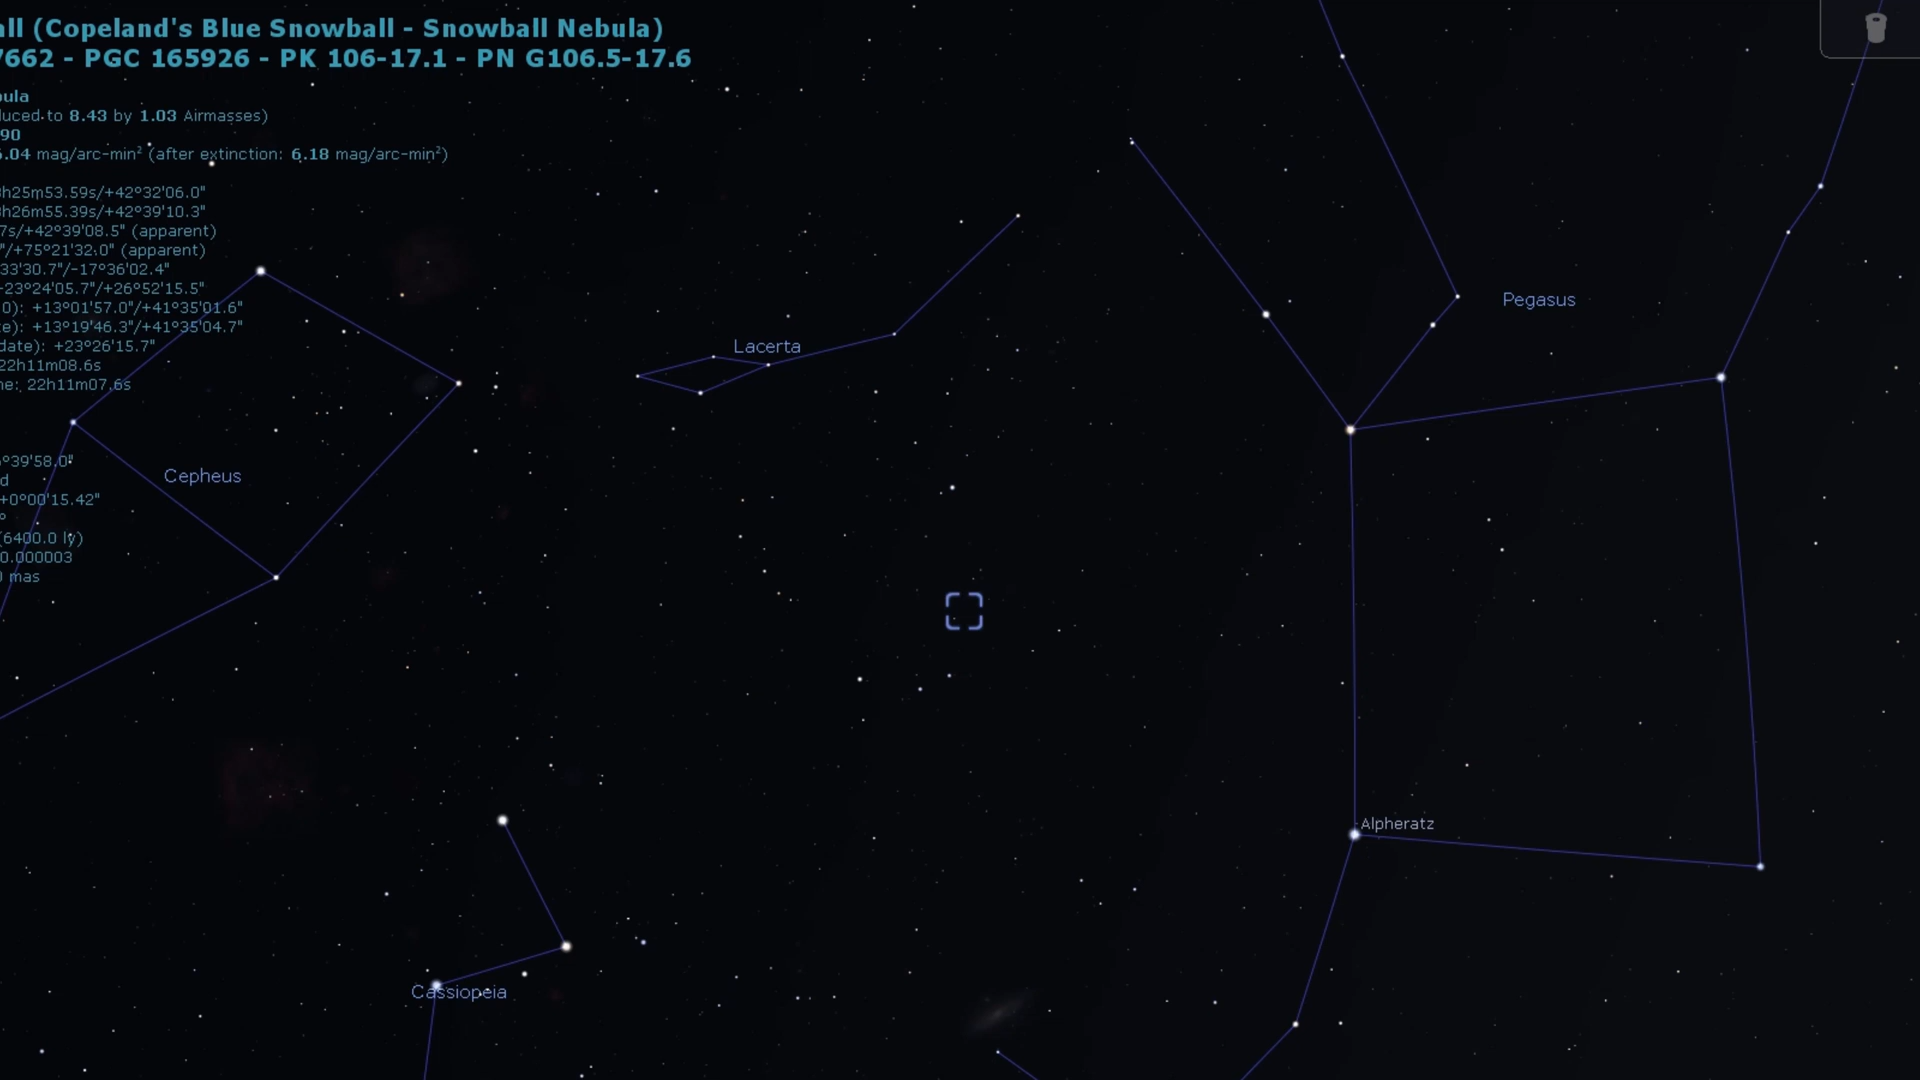 ll (Copeland's Blue Snowball - Snowball Nebula)
7662 - PGC 165926 - PK 106-17.1 - PN G106.5-17.6
bula
duced to 8.43 by 1.03 Airmasses)
90
6.04 mag/arc-min² (after extinction: 6.18 mag/arc-min²)
h25m53.59s/+42°32'06.0"
h26m55.39s/+42°39'10.3"
7s/+42°39'08.5" (apparent)
"/+75°21'32.0" (apparent)
33'30.7"/-17°36'02.4"
-23°24'05.7"/+26°52'15.5"
0): +13°01'57.0"/+41°35'01.6"
te): +13°19'46.3"/+41°35'04.7"
date): +23°26'15.7"
22h11m08.6s
ne: 22h11m07.6s
°39'58.0"
d
+0°00'15.42"
°
(6400.0 ly)
0.000003
mas
Lacerta
Pegasus
Cepheus
Alpheratz
Cassiopeia